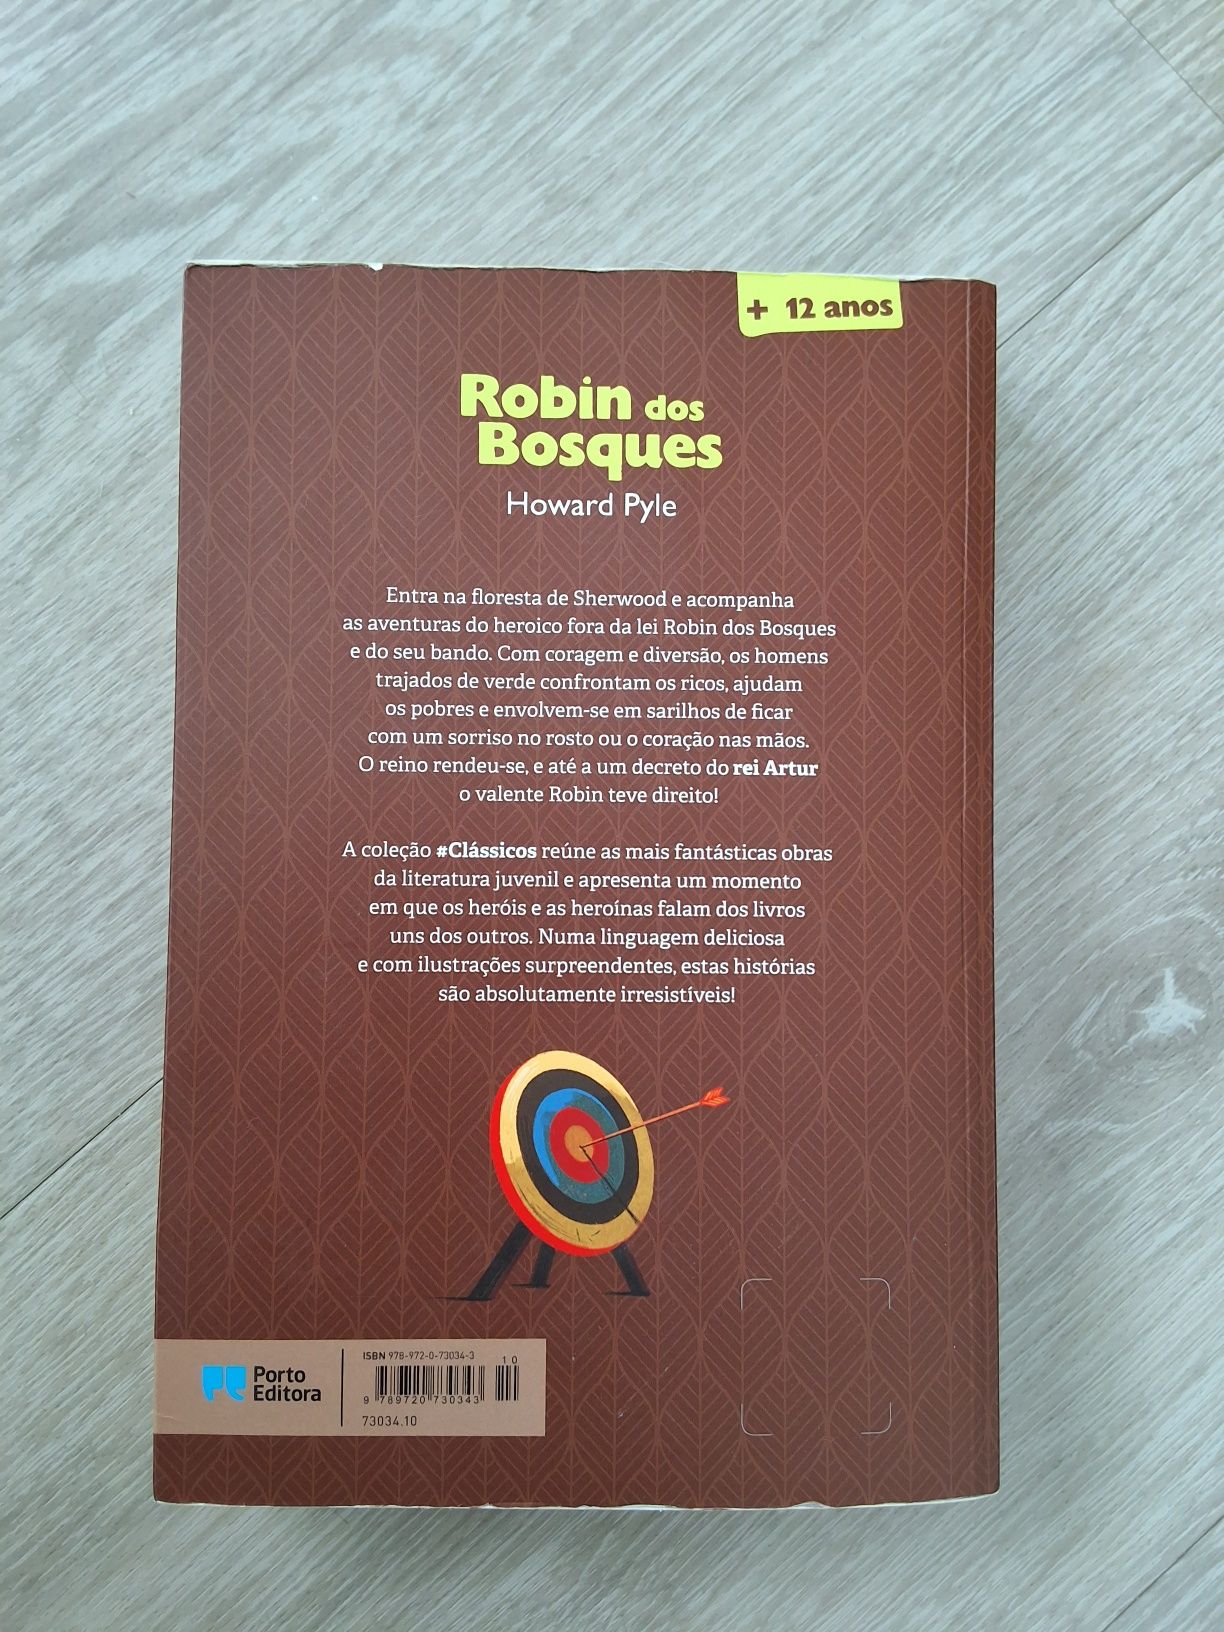 + 12 anos
Robin dos
Bosques
Howard Pyle
Entra na floresta de Sherwood e acompanha
as aventuras do heroico fora da lei Robin dos Bosques
e do seu bando. Com coragem e diversão, os homens
trajados de verde confrontam os ricos, ajudam
os pobres e envolvem-se em sarilhos de ficar
com um sorriso no rosto ou o coração nas mãos.
O reino rendeu-se, e até a um decreto do rei Artur
o valente Robin teve direito!
A coleção #Clássicos reúne as mais fantásticas obras
da literatura juvenil e apresenta um momento
em que os heróis e as heroínas falam dos livros
uns dos outros. Numa linguagem deliciosa
e com ilustrações surpreendentes, estas histórias
são absolutamente irresistíveis!
Porto
Editora
ISBN 978-972-0-73034-3
10
9 789720 730343
73034.10